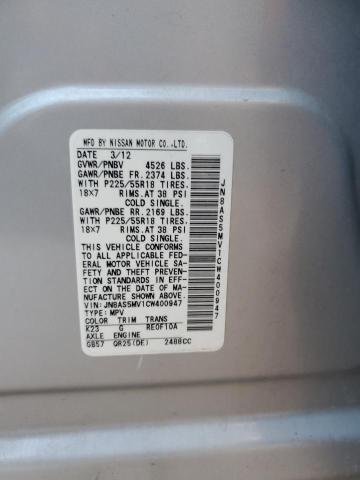 MFD BY NISSAN MOTOR CO.,LTD.
DATE 3/12
GVWR/PNBV 4526 LBS.
GAWR/PNBE FR. 2374 LBS.
WITH P225/55R18 TIRES.
18X7 RIMS.AT 38 PSI
COLD SINGLE.
GAWR/PNBE RR. 2169 LBS.
WITH P225/55R18 TIRES.
18X7 RIMS.AT 38 PSI
COLD SINGLE.
THIS VEHICLE CONFORMS
TO ALL APPLICABLE FED-
ERAL MOTOR VEHICLE SA-
FETY AND THEFT PREVEN-
TION STANDARDS IN EFF-
ECT ON THE DATE OF MA-
NUFACTURE SHOWN ABOVE.
VIN: JN8AS5MV1CW400947
TYPE: MPV
COLOR TRIM TRANS
K23 G RE0F10A
AXLE ENGINE
GB57 QR25(DE) 2488CC
JN8AS5MV1CW400947